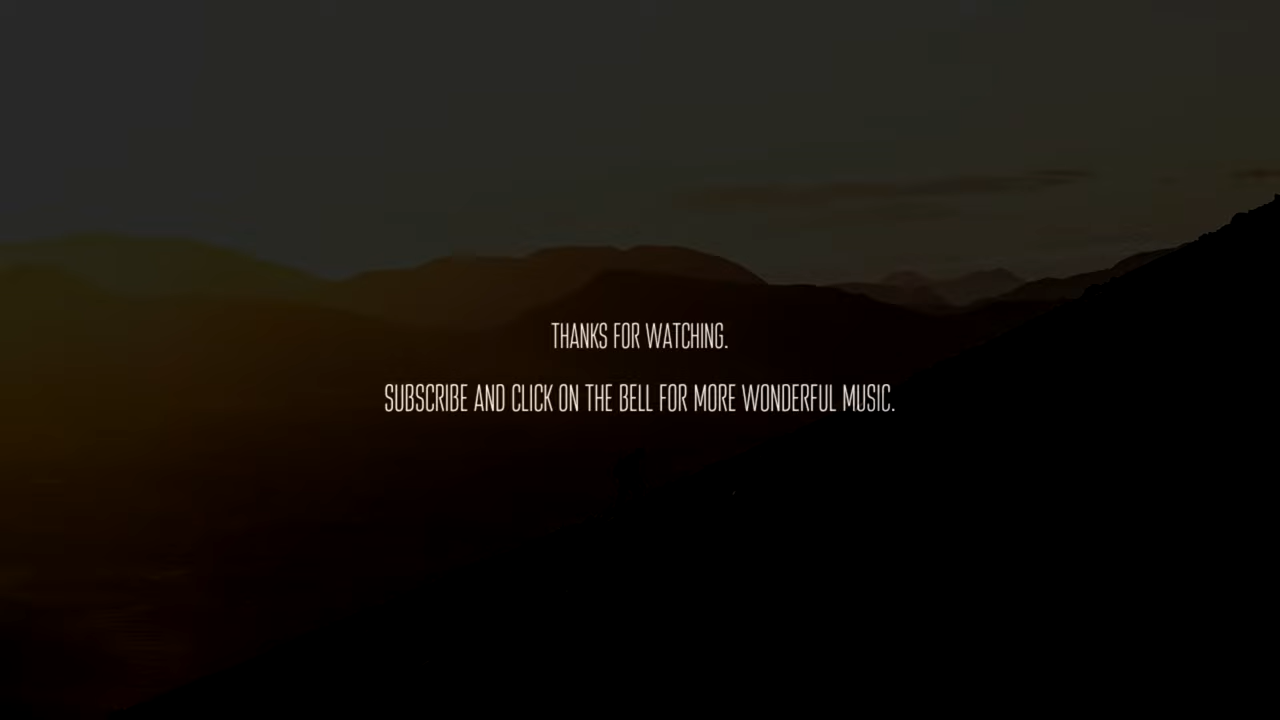 THANKS FOR WATCHING.
SUBSCRIBE AND CLICK ON THE BELL FOR MORE WONDERFUL MUSIC.